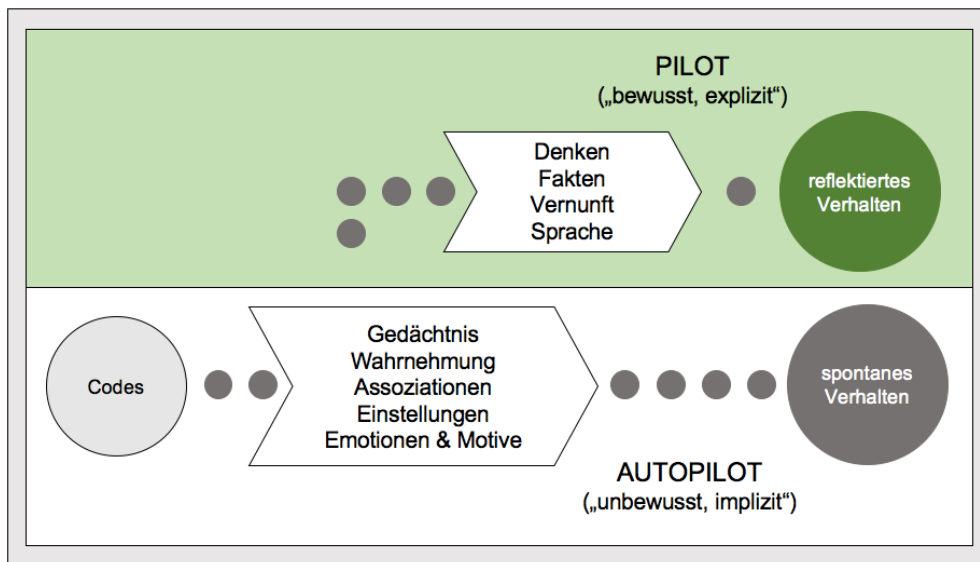 PILOT
(„bewusst, explizit“)
Denken
Fakten
Vernunft
Sprache
reflektiertes
Verhalten
Codes
Gedächtnis
Wahrnehmung
Assoziationen
Einstellungen
Emotionen & Motive
spontanes
Verhalten
AUTOPILOT
(„unbewusst, implizit“)